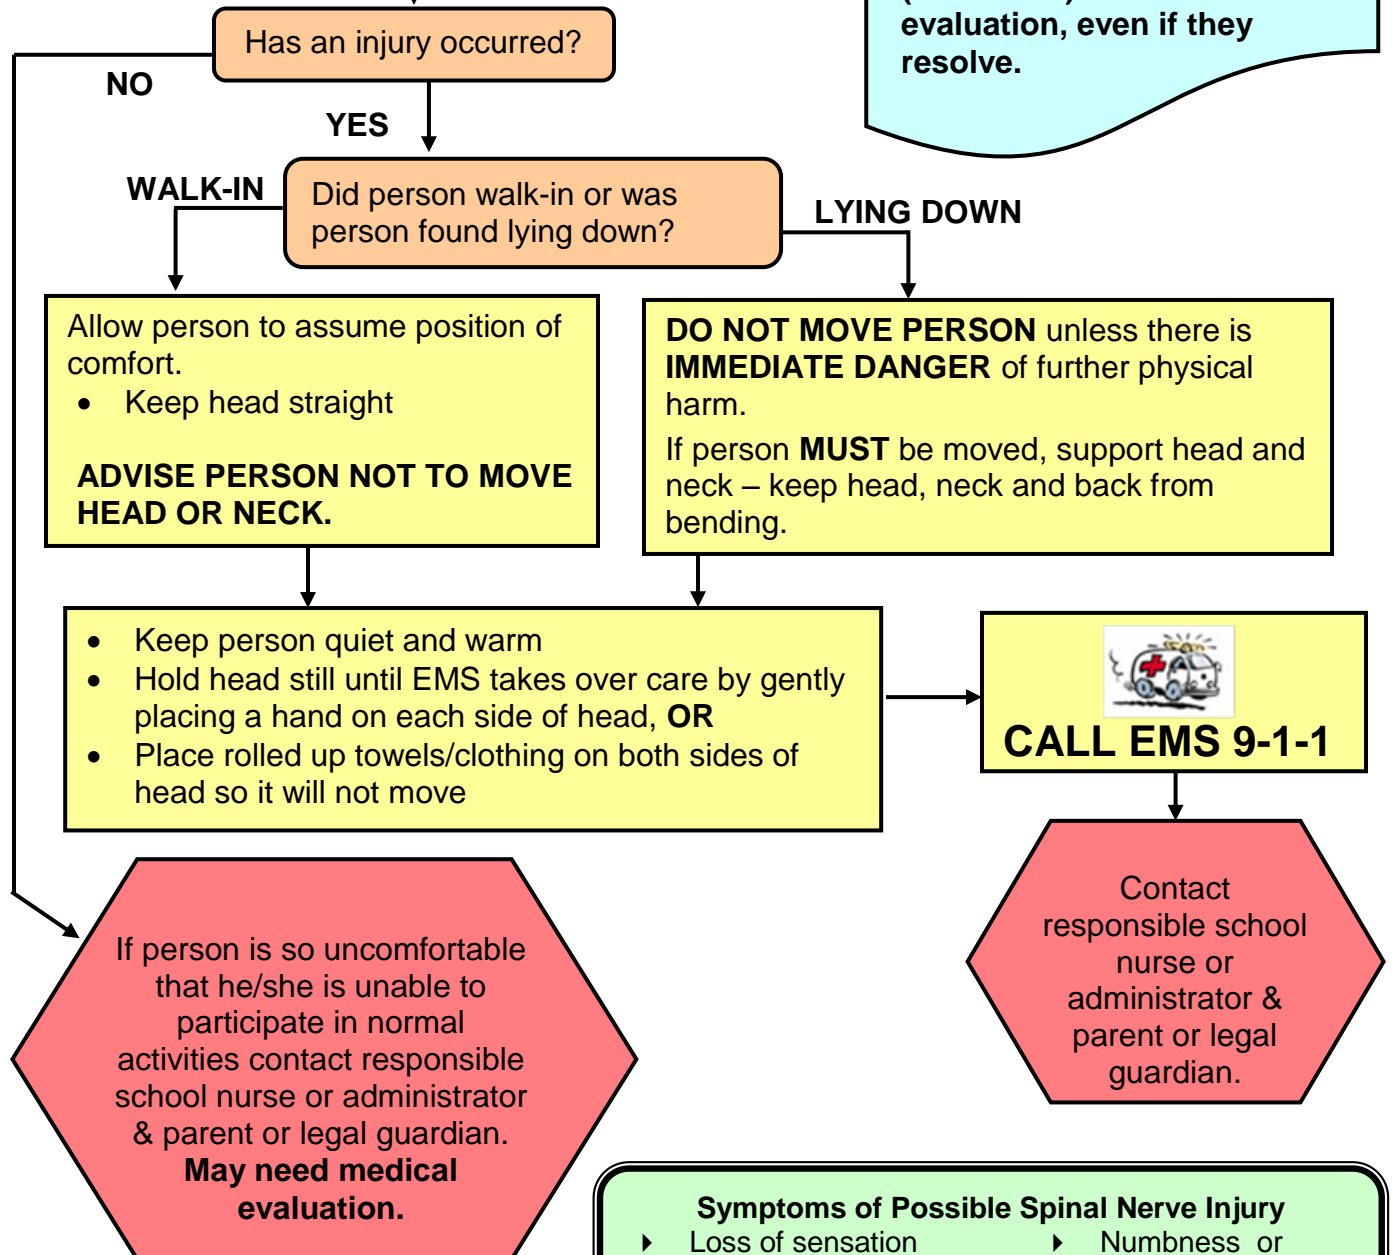 evaluation, even if they
resolve.
Has an injury occurred?
NO
YES
WALK-IN
Did person walk-in or was
person found lying down?
LYING DOWN
Allow person to assume position of
comfort.
• Keep head straight
ADVISE PERSON NOT TO MOVE
HEAD OR NECK.
DO NOT MOVE PERSON unless there is
IMMEDIATE DANGER of further physical
harm.
If person MUST be moved, support head and
neck – keep head, neck and back from
bending.
• Keep person quiet and warm
• Hold head still until EMS takes over care by gently
placing a hand on each side of head, OR
• Place rolled up towels/clothing on both sides of
head so it will not move
CALL EMS 9-1-1
Contact
responsible school
nurse or
administrator &
parent or legal
guardian.
If person is so uncomfortable
that he/she is unable to
participate in normal
activities contact responsible
school nurse or administrator
& parent or legal guardian.
May need medical
evaluation.
Symptoms of Possible Spinal Nerve Injury
Loss of sensation
Numbness or